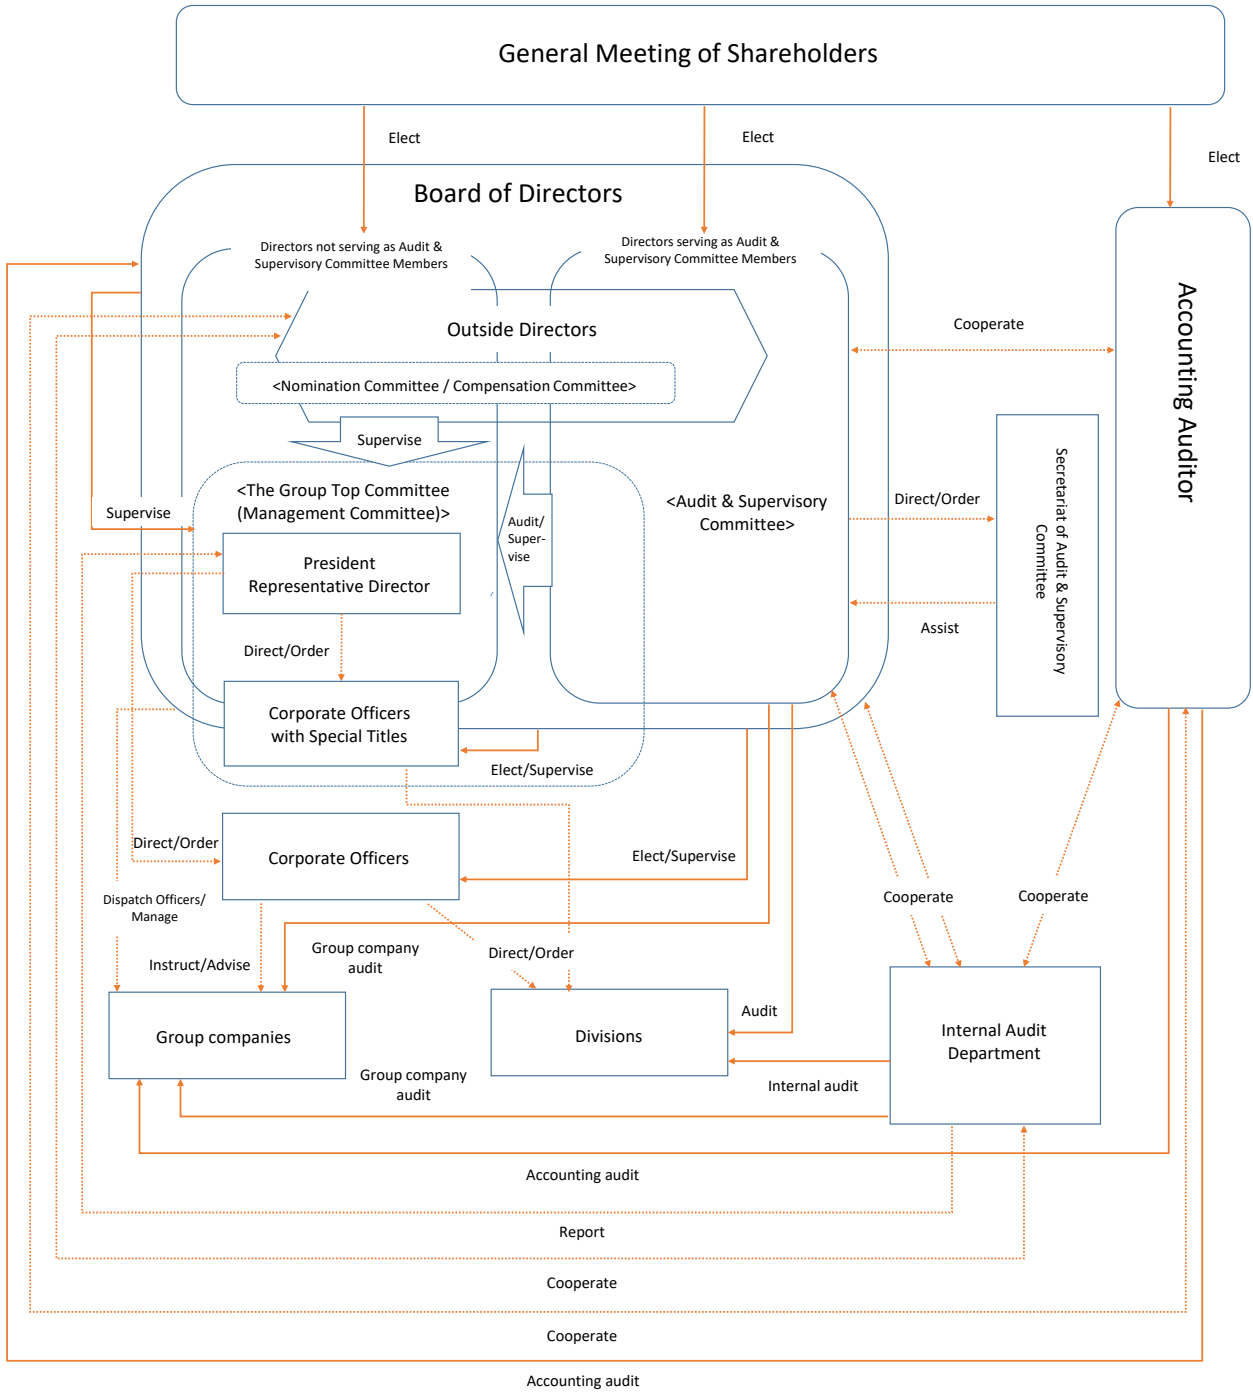 General Meeting of Shareholders
Elect
Elect
Elect
Board of Directors
Directors not serving as Audit &
Supervisory Committee Members
Directors serving as Audit &
Supervisory Committee Members
Accounting Auditor
Outside Directors
Cooperate
<Nomination Committee / Compensation Committee>
Supervise
<The Group Top Committee
(Management Committee)>
Supervise
Audit/
Super-
vise
<Audit & Supervisory
Committee>
Direct/Order
Secretariat of Audit & Supervisory
Committee
President
Representative Director
Assist
Direct/Order
Corporate Officers
with Special Titles
Elect/Supervise
Direct/Order
Corporate Officers
Elect/Supervise
Dispatch Officers/
Manage
Cooperate
Cooperate
Instruct/Advise
Group company
audit
Direct/Order
Audit
Group companies
Divisions
Internal Audit
Department
Group company
audit
Internal audit
Accounting audit
Report
Cooperate
Cooperate
Accounting audit